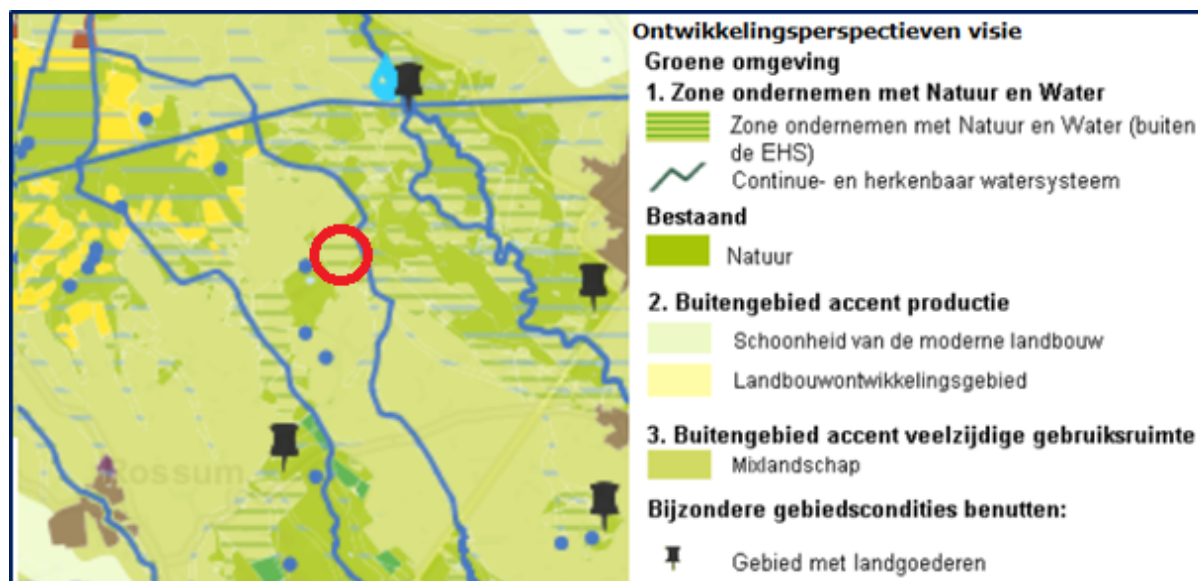 Rossum
Ontwikkelingsperspectieven visie
Groene omgeving
1. Zone ondernemen met Natuur en Water
Zone ondernemen met Natuur en Water (buiten
de EHS)
Continue- en herkenbaar watersysteem
Bestaand
Natuur
2. Buitengebied accent productie
Schoonheid van de moderne landbouw
Landbouwontwikkelingsgebied
3. Buitengebied accent veelzijdige gebruiksruimte
Mixlandschap
Bijzondere gebiedscondities benutten:
Gebied met landgoederen